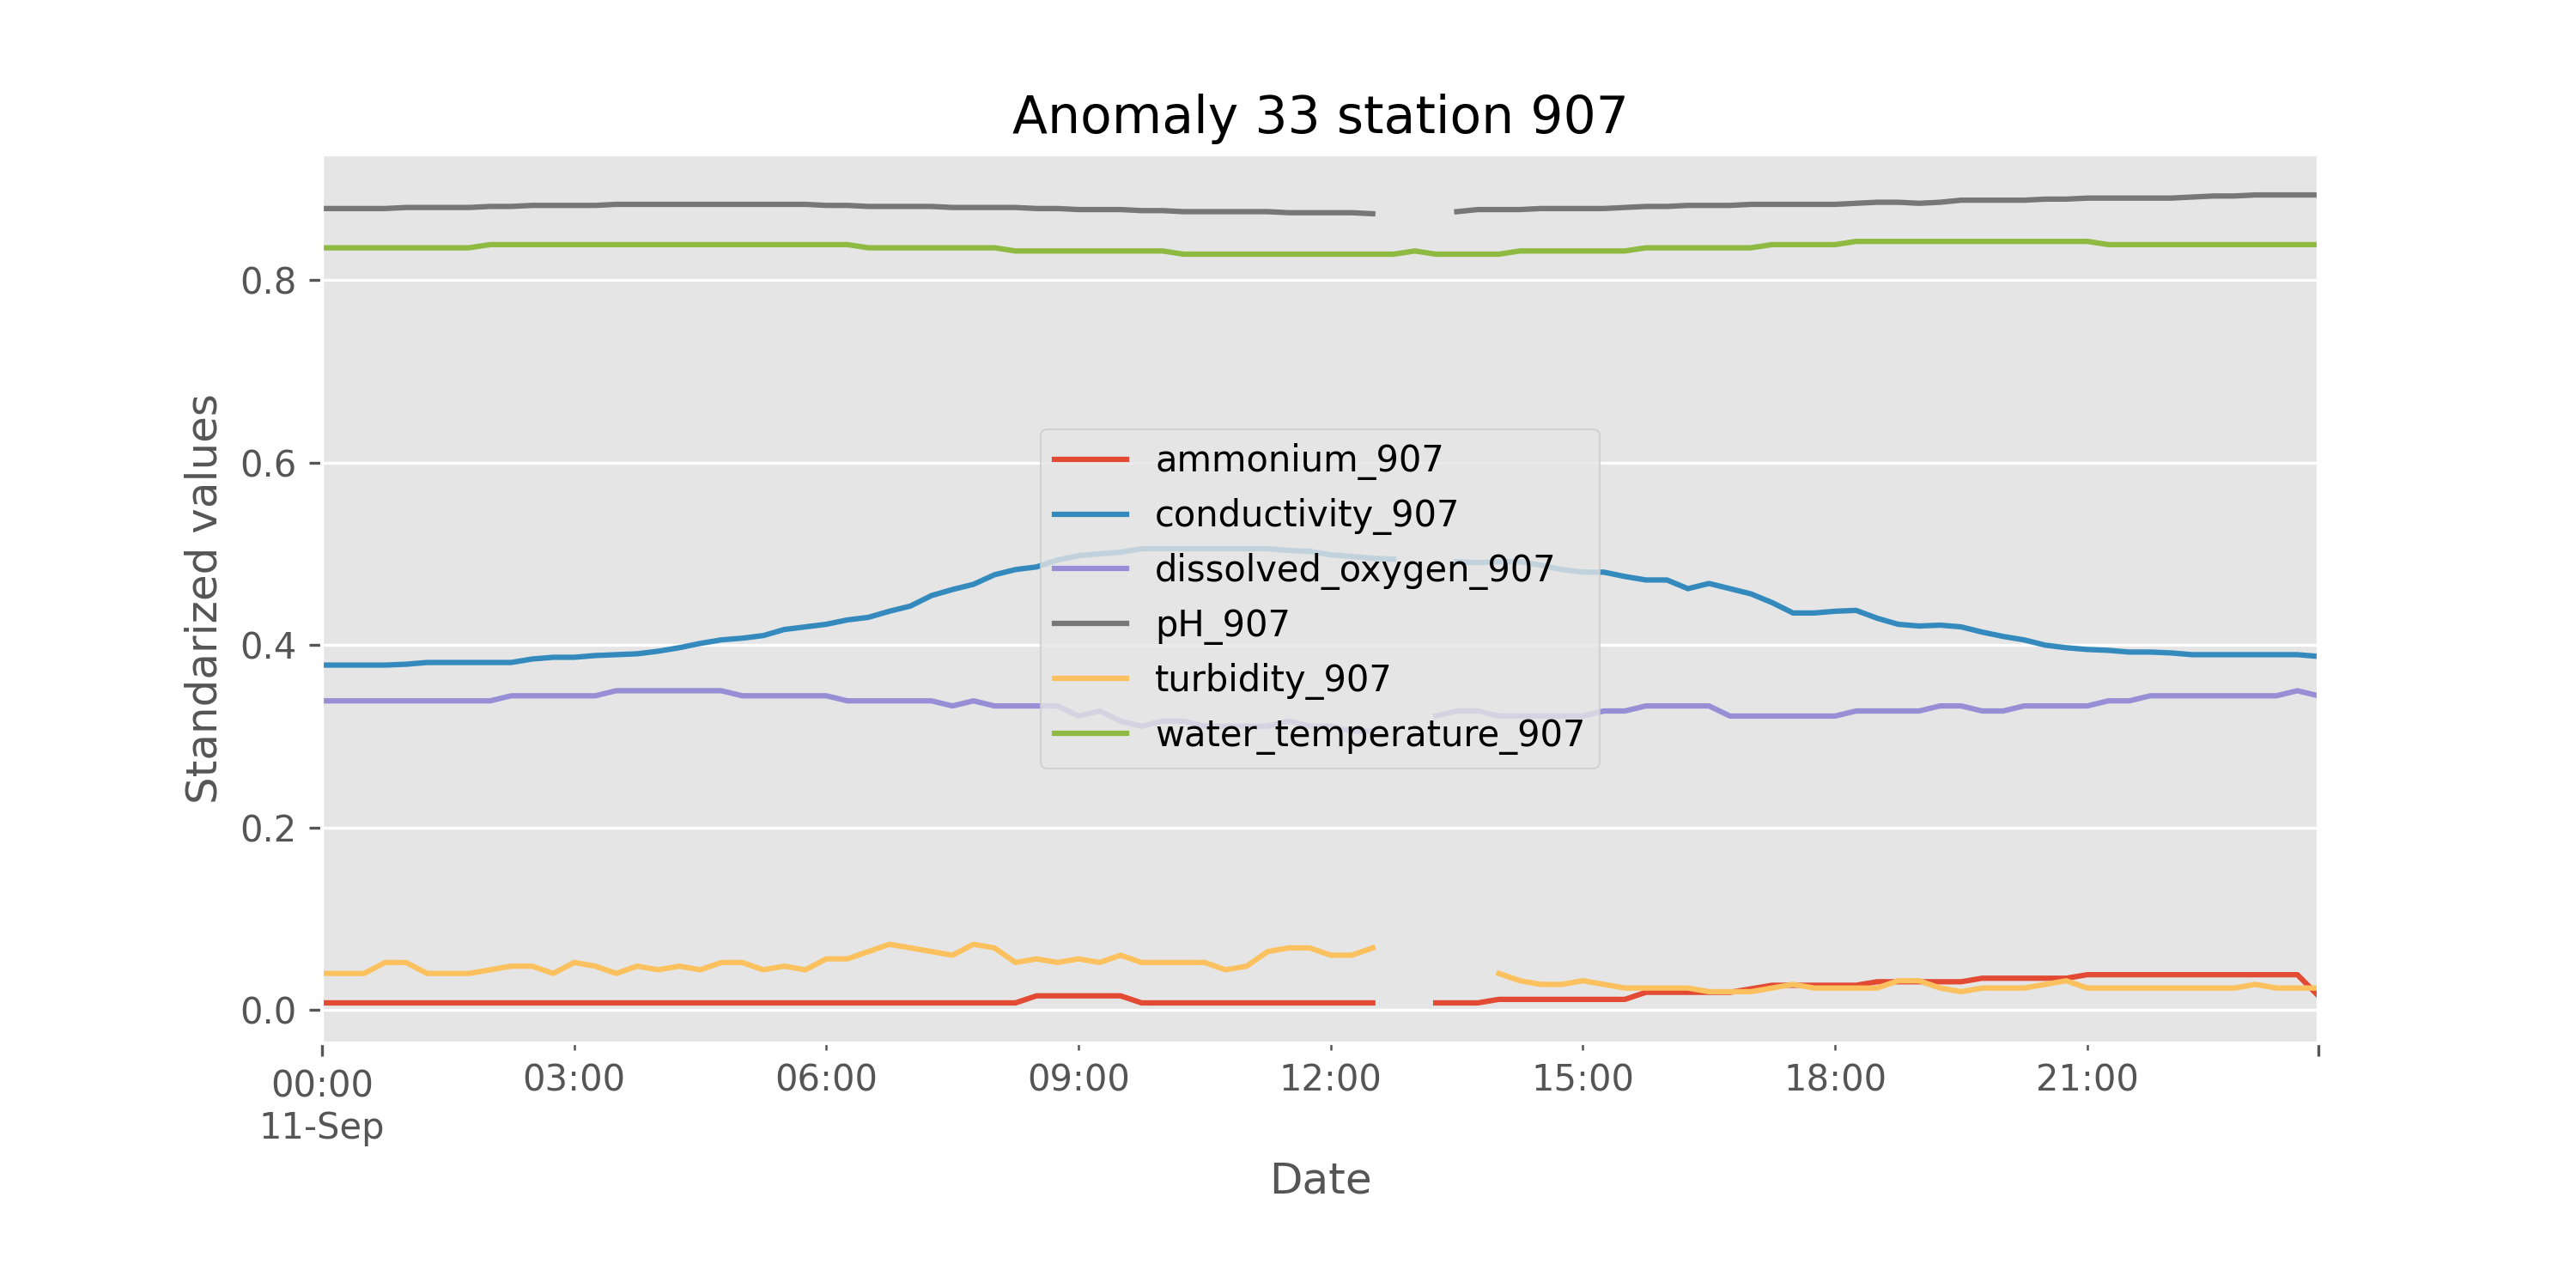 Anomaly 33 station 907
Standarized values
0.8
0.6
0.4
0.2
0.0
ammonium_907
conductivity_907
dissolved_oxygen_907
pH_907
turbidity_907
water_temperature_907
00:00 03:00 06:00 09:00 12:00 15:00 18:00 21:00
11-Sep
Date